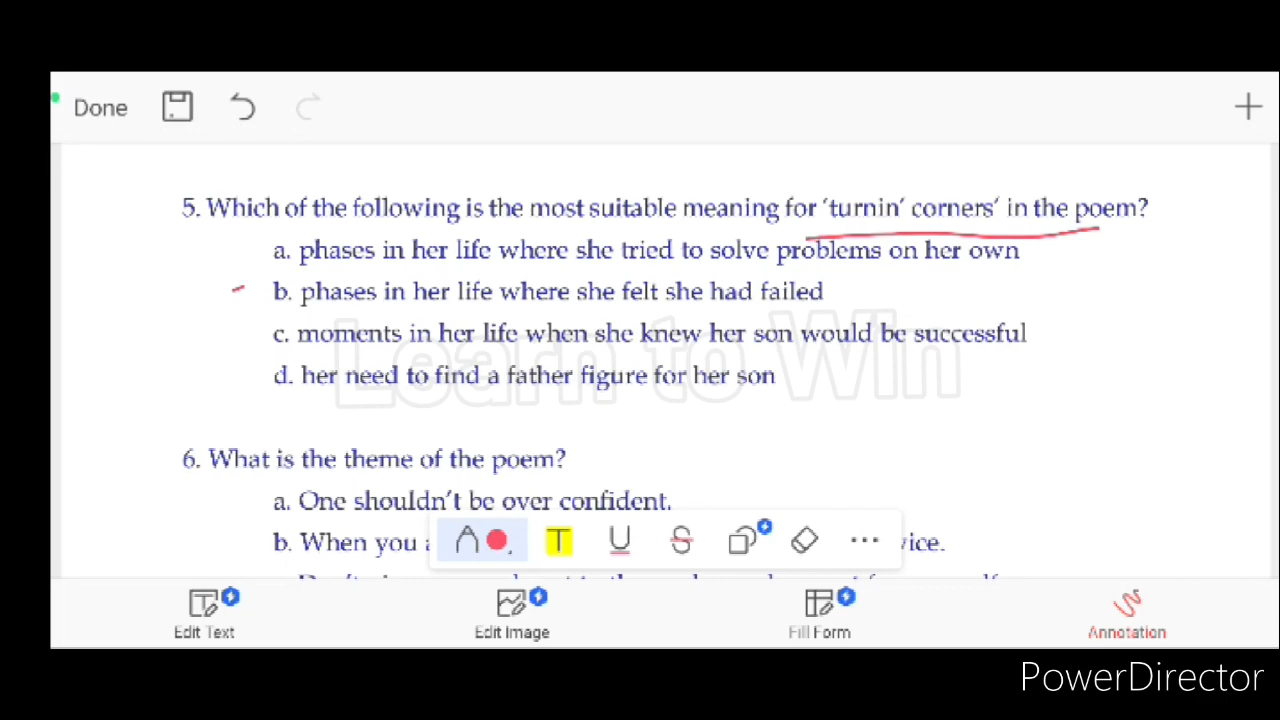 Done
5. Which of the following is the most suitable meaning for ‘turnin’ corners’ in the poem?
a. phases in her life where she tried to solve problems on her own
b. phases in her life where she felt she had failed
c. moments in her life when she knew her son would be successful
d. her need to find a father figure for her son
Learn to Win
6. What is the theme of the poem?
a. One shouldn’t be over confident.
b. When you
T
U
S
Edit Text
Edit Image
Fill Form
Annotation
PowerDirector